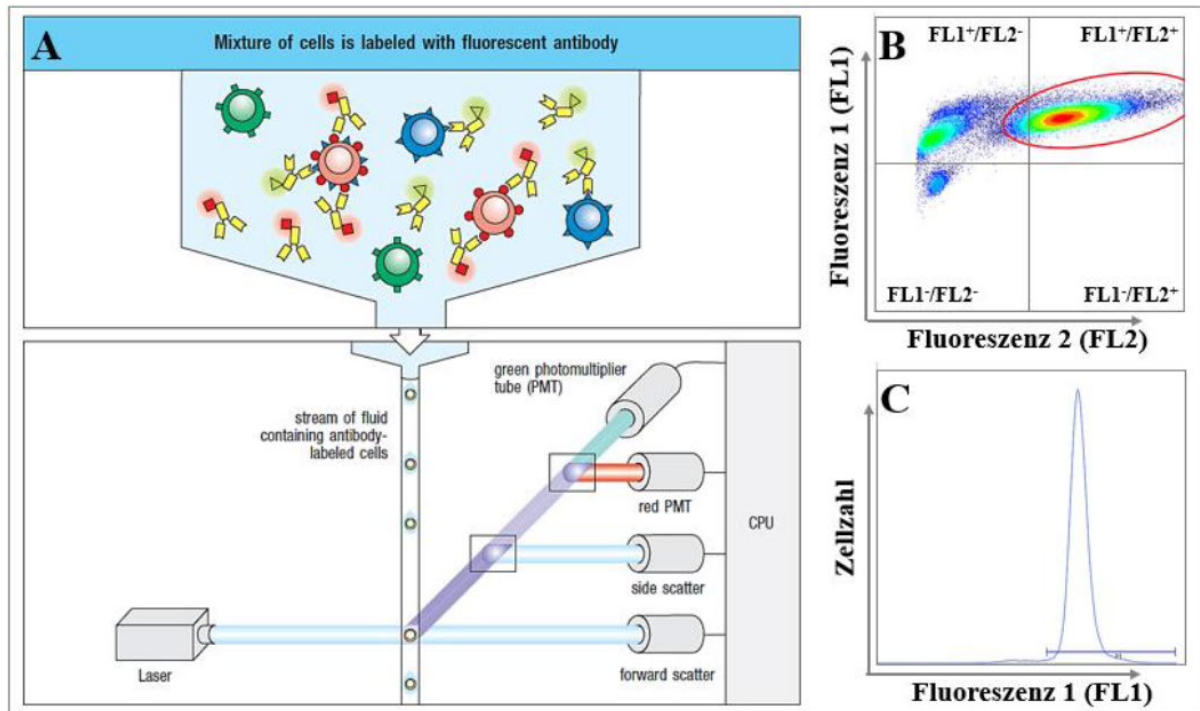 A
Mixture of cells is labeled with fluorescent antibody
stream of fluid
containing antibody-
labeled cells
green photomultiplier
tube (PMT)
red PMT
side scatter
forward scatter
Laser
CPU
B
FL1⁺/FL2⁻
FL1⁺/FL2⁺
FL1⁻/FL2⁻
FL1⁻/FL2⁺
Fluoreszenz 1 (FL1)
Fluoreszenz 2 (FL2)
C
Zellzahl
Fluoreszenz 1 (FL1)